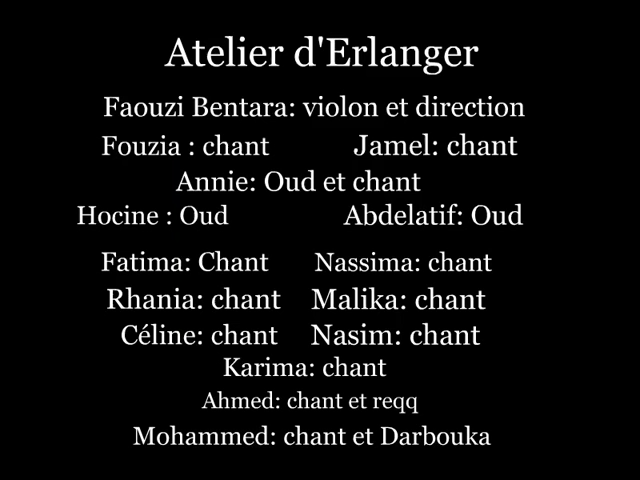 Atelier d'Erlanger
Faouzi Bentara: violon et direction
Fouzia : chant Jamel: chant
Annie: Oud et chant
Hocine : Oud Abdelatif: Oud
Fatima: Chant Nassima: chant
Rhania: chant Malika: chant
Céline: chant Nasim: chant
Karima: chant
Ahmed: chant et reqq
Mohammed: chant et Darbouka